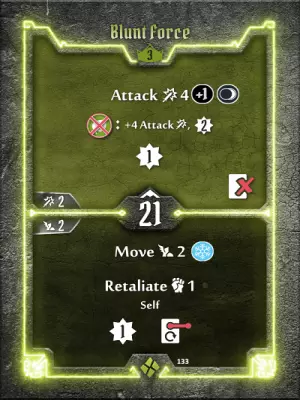 Blunt Force
3
Attack 4 +1
: +4 Attack , 2
1
2
21
2
Move 2
Retaliate 1
Self
1
133